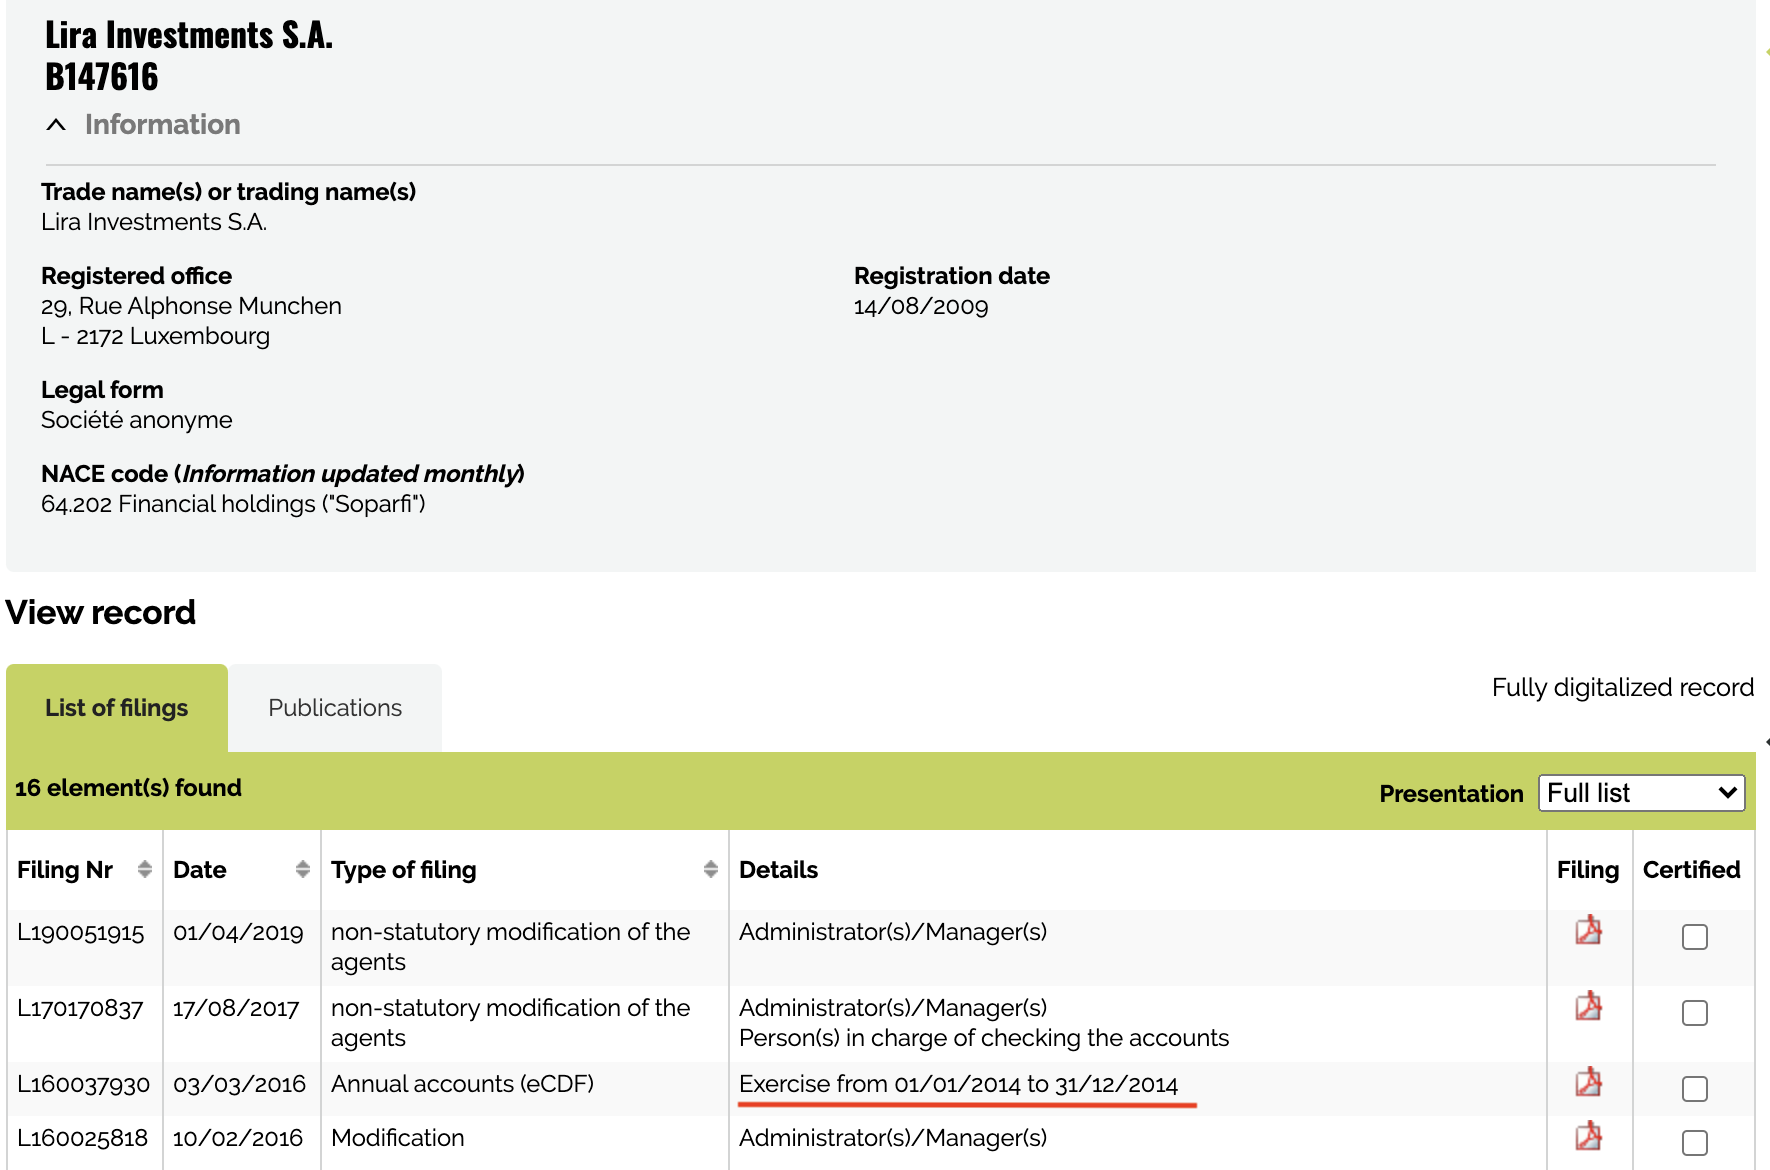 Lira Investments S.A.
B147616
Information
Trade name(s) or trading name(s)
Lira Investments S.A.
Registered office
29, Rue Alphonse Munchen
L - 2172 Luxembourg
Registration date
14/08/2009
Legal form
Société anonyme
NACE code (Information updated monthly)
64.202 Financial holdings ("Soparfi")
View record
List of filings
Publications
Fully digitalized record
16 element(s) found
Presentation Full list
Filing Nr Date Type of filing Details Filing Certified
L190051915 01/04/2019 non-statutory modification of the Administrator(s)/Manager(s)
agents
L170170837 17/08/2017 non-statutory modification of the Administrator(s)/Manager(s)
agents Person(s) in charge of checking the accounts
L160037930 03/03/2016 Annual accounts (eCDF) Exercise from 01/01/2014 to 31/12/2014
L160025818 10/02/2016 Modification Administrator(s)/Manager(s)